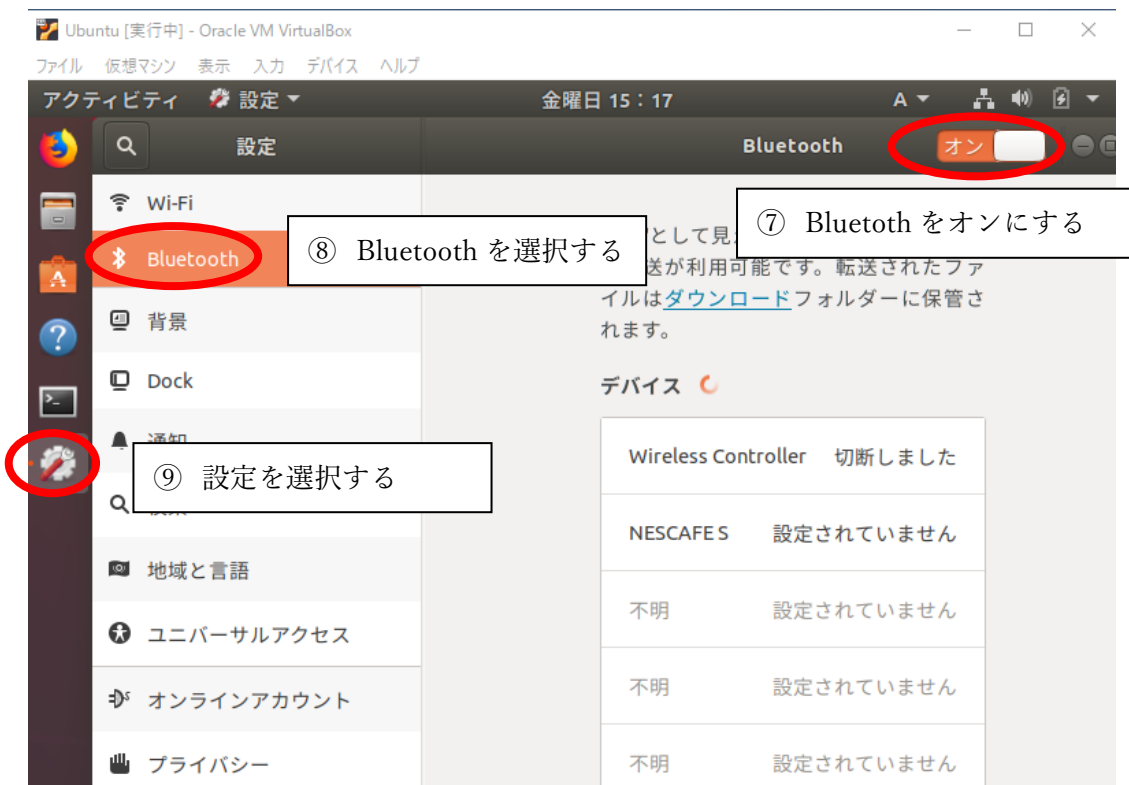 Ubuntu [実行中] - Oracle VM VirtualBox
ファイル 仮想マシン 表示 入力 デバイス ヘルプ
アクティビティ 設定 金曜日 15：17 A
設定 Bluetooth オン
Wi-Fi
⑦ Bluetoth をオンにする
⑧ Bluetooth を選択する
Bluetooth
として見
送が利用可能です。転送されたファ
イルはダウンロードフォルダーに保管さ
れます。
背景
Dock
デバイス
通知
⑨ 設定を選択する
Wireless Controller 切断しました
NESCAFE S 設定されていません
地域と言語
不明 設定されていません
ユニバーサルアクセス
オンラインアカウント
不明 設定されていません
プライバシー
不明 設定されていません